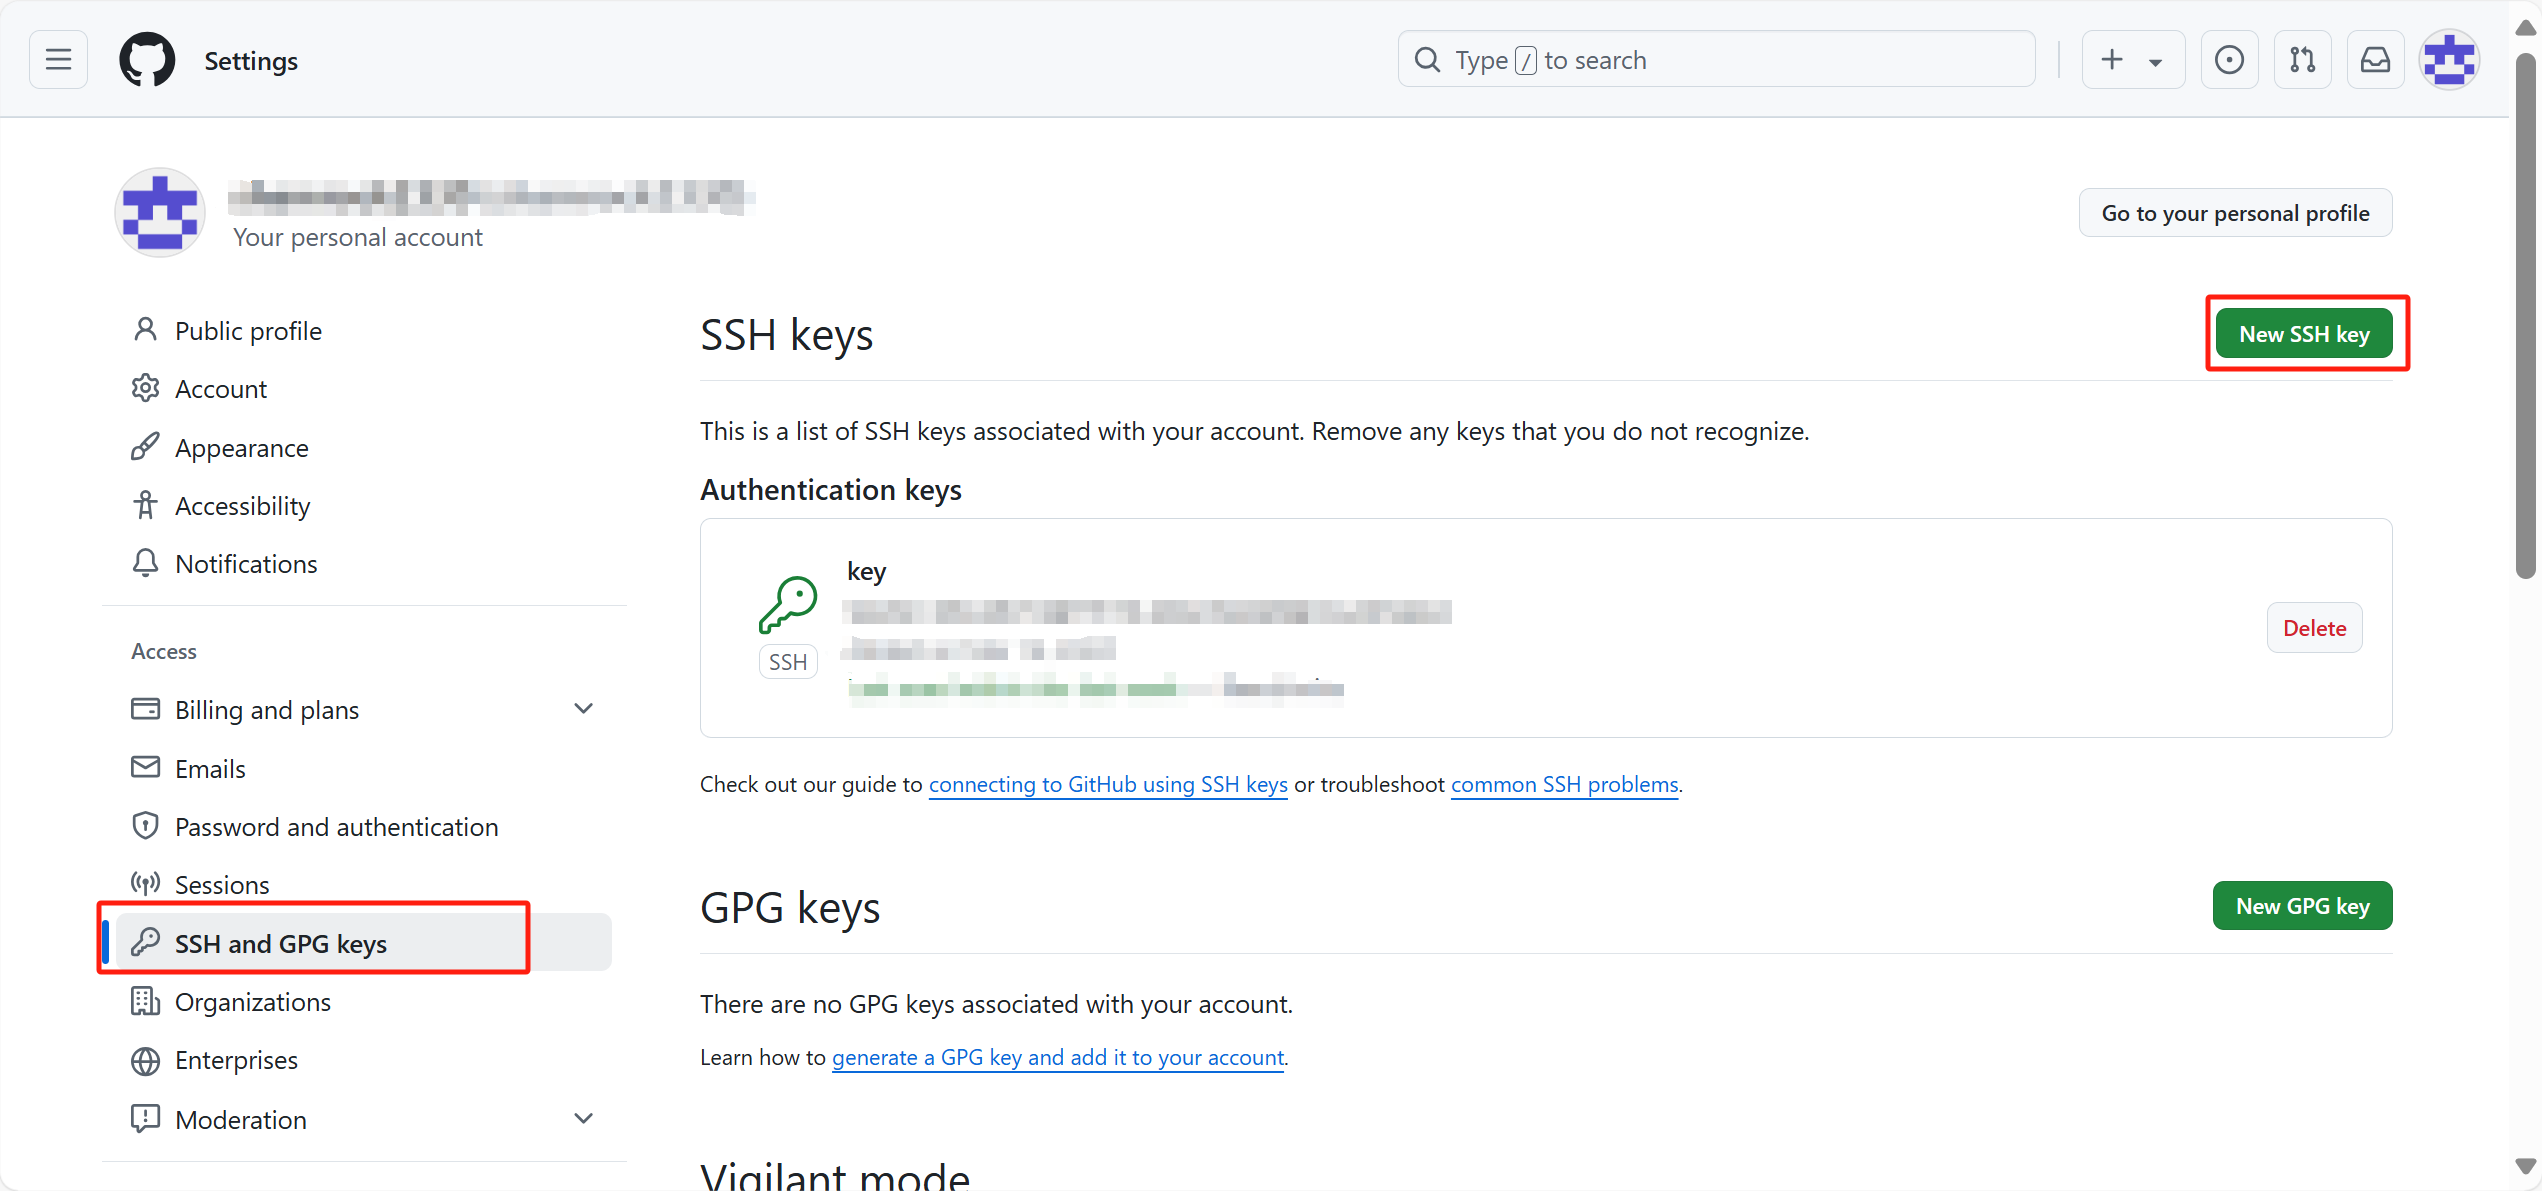 Settings
Type / to search
Your personal account
Go to your personal profile
Public profile
Account
Appearance
Accessibility
Notifications
Access
Billing and plans
Emails
Password and authentication
Sessions
SSH and GPG keys
Organizations
Enterprises
Moderation
SSH keys
New SSH key
This is a list of SSH keys associated with your account. Remove any keys that you do not recognize.
Authentication keys
key
SSH
Delete
Check out our guide to connecting to GitHub using SSH keys or troubleshoot common SSH problems.
GPG keys
New GPG key
There are no GPG keys associated with your account.
Learn how to generate a GPG key and add it to your account.
Vigilant mode